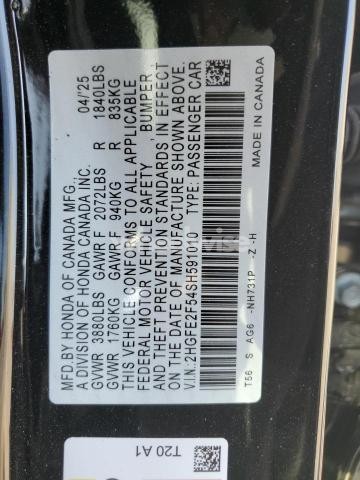 MFD.BY HONDA OF CANADA MFG. 04/'25
A DIVISION OF HONDA CANADA INC.
GVWR 3880LBS GAWR F 2072LBS R 1840LBS
GVWR 1760KG GAWR F 940KG R 835KG
THIS VEHICLE CONFORMS TO ALL APPLICABLE
FEDERAL MOTOR VEHICLE SAFETY BUMPER,
AND THEFT PREVENTION STANDARDS IN EFFECT
ON THE DATE OF MANUFACTURE SHOWN ABOVE.
V.I.N.:2HGFE2F54SH591010 TYPE:PASSENGER CAR
T56 S AG6 -NH731P -Z -H
MADE IN CANADA
T20 A1